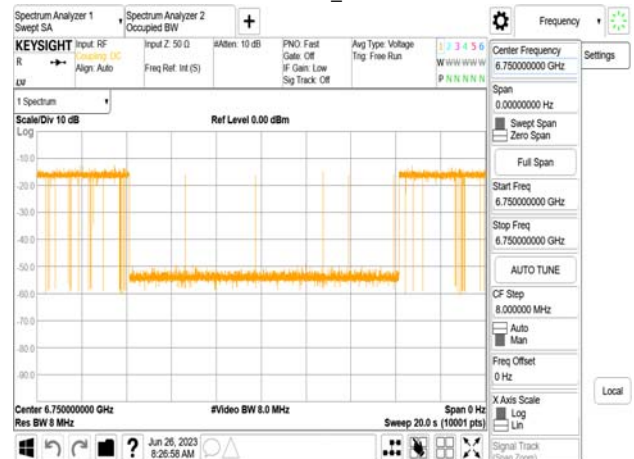 Spectrum Analyzer 1
Swept SA
Spectrum Analyzer 2
Occupied BW
+
Frequency
KEYSIGHT
R
LV
Input: RF
Coupling: DC
Align: Auto
Input Z: 50 Ω
Freq Ref: Int (S)
#Atten: 10 dB
PNO: Fast
Gate: Off
IF Gain: Low
Sig Track: Off
Avg Type: Voltage
Trig: Free Run
1 2 3 4 5 6
W W W W W W
P N N N N N
Center Frequency
6.750000000 GHz
Settings
Span
0.00000000 Hz
Swept Span
Zero Span
Full Span
Start Freq
6.750000000 GHz
Stop Freq
6.750000000 GHz
AUTO TUNE
CF Step
8.000000 MHz
Auto
Man
Freq Offset
0 Hz
X Axis Scale
Log
Lin
Signal Track
(Span Zoom)
Local
1 Spectrum
Scale/Div 10 dB
Ref Level 0.00 dBm
Log
-10.0
-20.0
-30.0
-40.0
-50.0
-60.0
-70.0
-80.0
-90.0
Center 6.750000000 GHz
#Video BW 8.0 MHz
Span 0 Hz
Res BW 8 MHz
Sweep 20.0 s (10001 pts)
?
Jun 26, 2023
8:26:58 AM